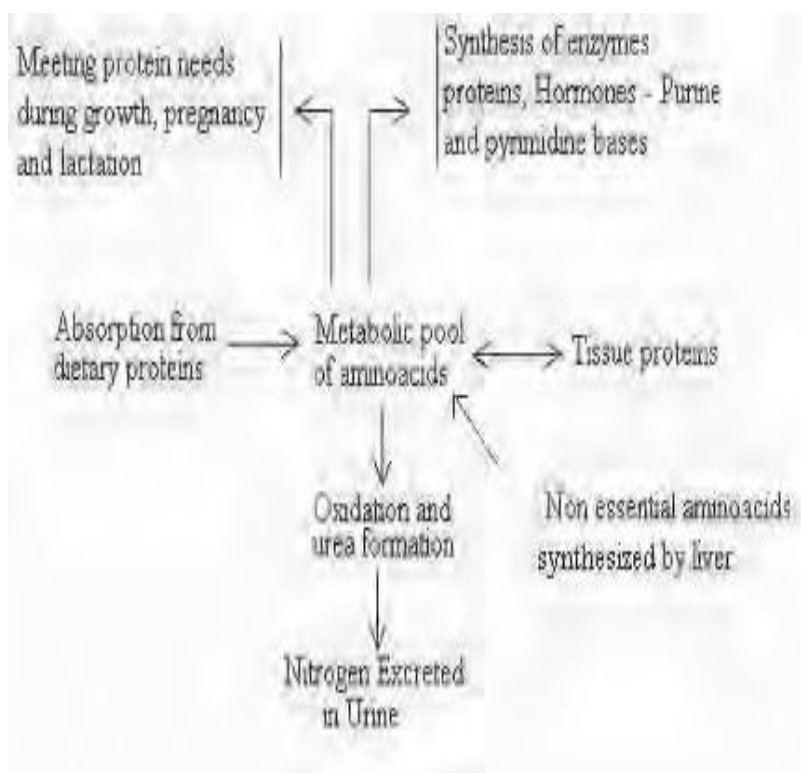 Meeting protein needs
during growth, pregnancy
and lactation
Synthesis of enzymes
proteins, Hormones - Purine
and pyrimidine bases
Absorption from
dietary proteins
Metabolic pool
of aminoacids
Tissue proteins
Oxidation and
urea formation
Non essential aminoacids
synthesized by liver
Nitrogen Excreted
in Urine